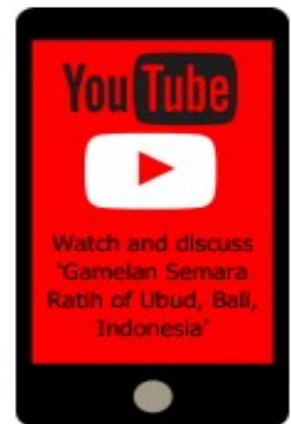 YouTube
Watch and discuss
‘Gamelan Semara
Ratih of Ubud, Bali,
Indonesia’